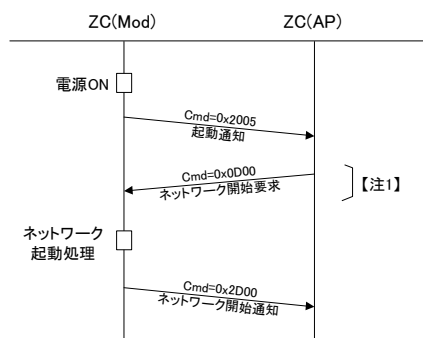 ZC(Mod) ZC(AP)
電源ON
Cmd=0x2005
起動通知
Cmd=0x0D00
ネットワーク開始要求
【注1】
ネットワーク
起動処理
Cmd=0x2D00
ネットワーク開始通知